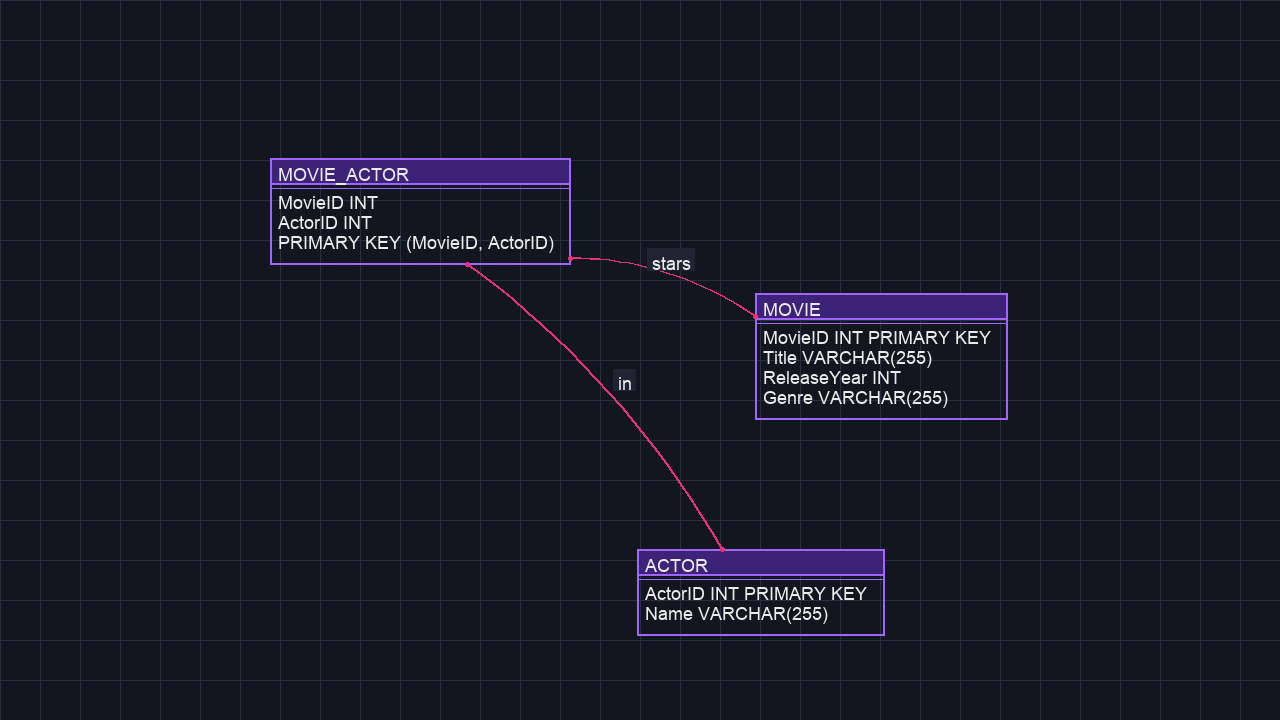 MOVIE_ACTOR
MovieID INT
ActorID INT
PRIMARY KEY (MovieID, ActorID)
stars
MOVIE
MovieID INT PRIMARY KEY
Title VARCHAR(255)
ReleaseYear INT
Genre VARCHAR(255)
in
ACTOR
ActorID INT PRIMARY KEY
Name VARCHAR(255)